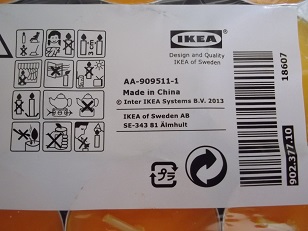 IKEA
Design and Quality
IKEA of Sweden
AA-909511-1
Made in China
© Inter IKEA Systems B.V. 2013
IKEA of Sweden AB
SE-343 81 Älmhult
18607
902.377.10